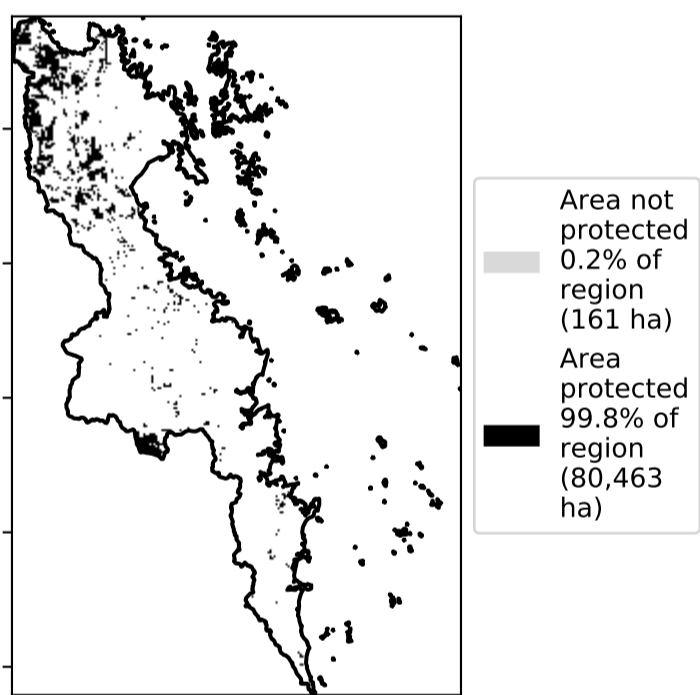 Area not
protected
0.2% of
region
(161 ha)
Area
protected
99.8% of
region
(80,463
ha)